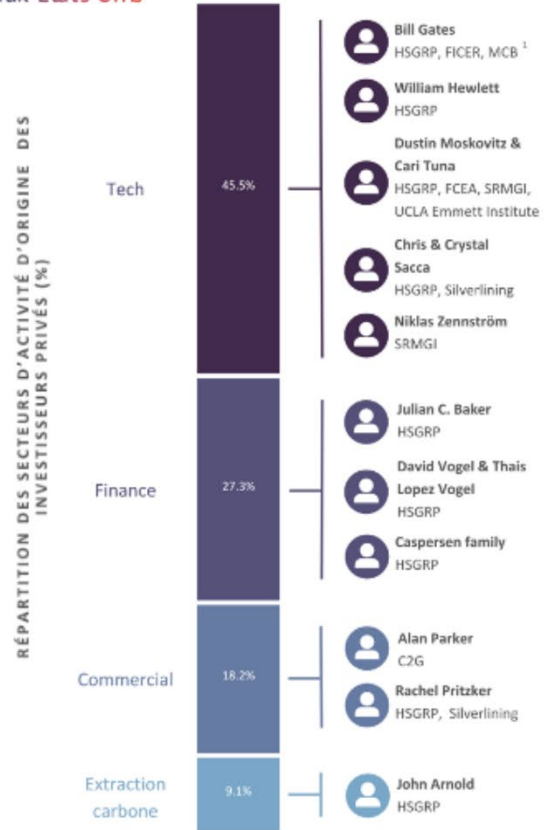 Bill Gates
HSGRP, FICER, MCB 1
William Hewlett
HSGRP
Dustin Moskovitz &
Cari Tuna
HSGRP, FCEA, SRMGI,
UCLA Emmett Institute
Chris & Crystal
Sacca
HSGRP, Silverlining
Niklas Zennström
SRMGI
Tech
45.5%
RÉPARTITION DES SECTEURS D'ACTIVITÉ D'ORIGINE DES
INVESTISSEURS PRIVÉS (%)
Julian C. Baker
HSGRP
David Vogel & Thais
Lopez Vogel
HSGRP
Caspersen family
HSGRP
Finance
27.3%
Alan Parker
C2G
Rachel Pritzker
HSGRP, Silverlining
Commercial
18.2%
Extraction
carbone
9.1%
John Arnold
HSGRP